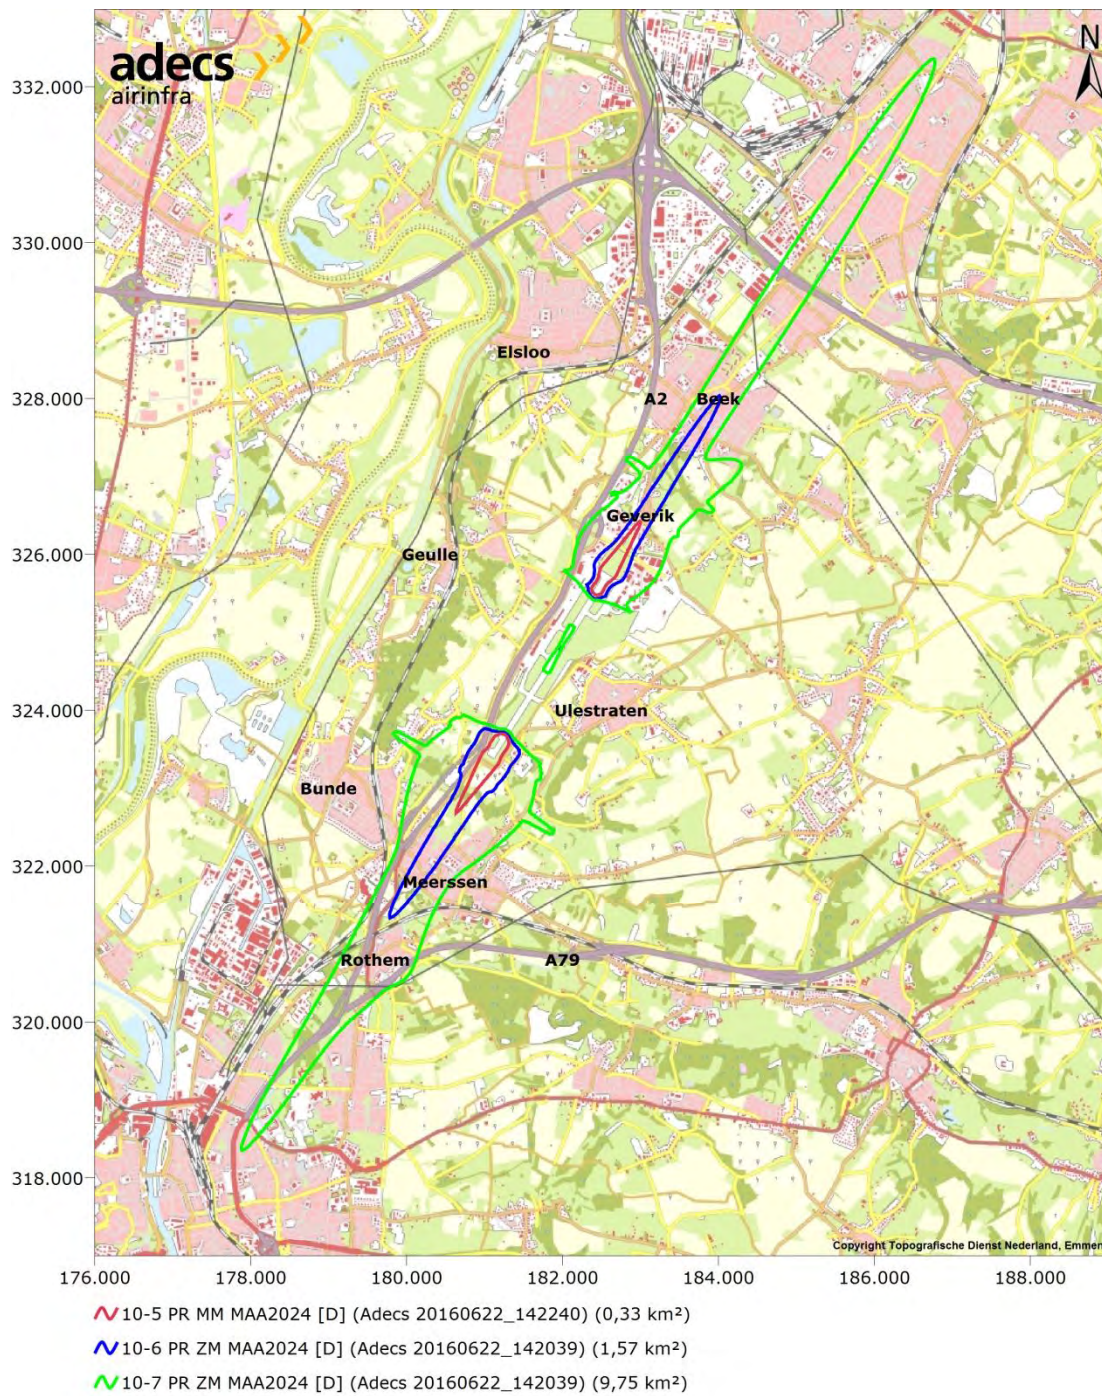 adecs
airinfra
N
332.000
330.000
Elsloo
328.000
A2
Beek
Geverik
326.000
Geulle
324.000
Ulestraten
Bunde
322.000
Meerssen
Rothem
A79
320.000
318.000
Copyright Topografische Dienst Nederland, Emmen
176.000
178.000
180.000
182.000
184.000
186.000
188.000
10-5 PR MM MAA2024 [D] (Adecs 20160622_142240) (0,33 km²)
10-6 PR ZM MAA2024 [D] (Adecs 20160622_142039) (1,57 km²)
10-7 PR ZM MAA2024 [D] (Adecs 20160622_142039) (9,75 km²)